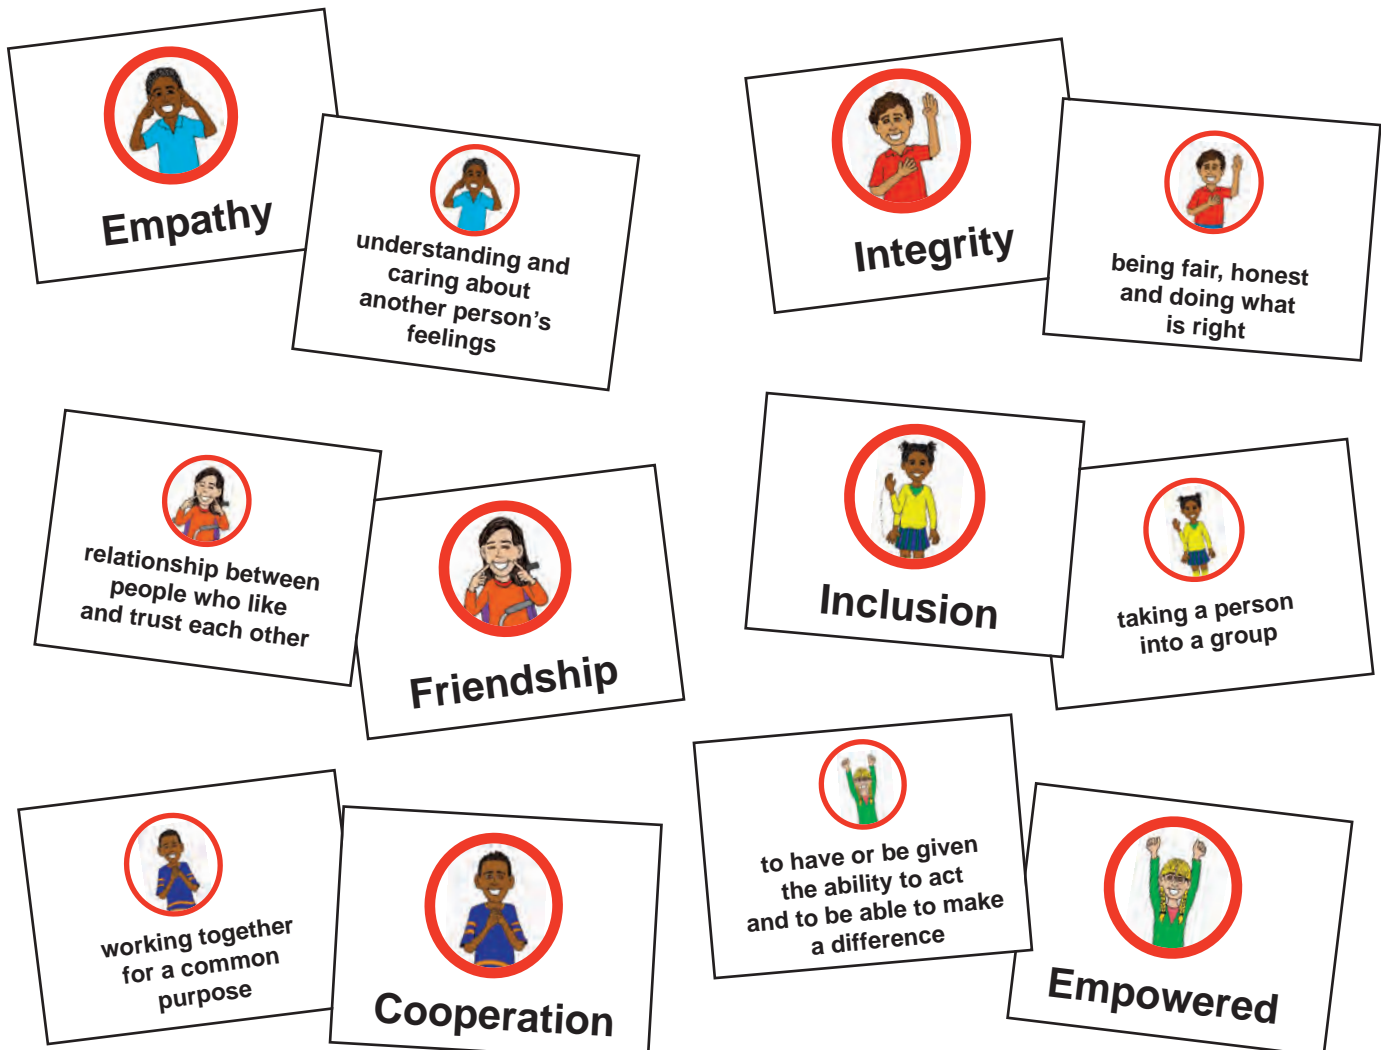 Empathy
understanding and
caring about
another person's
feelings
Integrity
being fair, honest
and doing what
is right
relationship between
people who like
and trust each other
Friendship
Inclusion
taking a person
into a group
working together
for a common
purpose
Cooperation
to have or be given
the ability to act
and to be able to make
a difference
Empowered